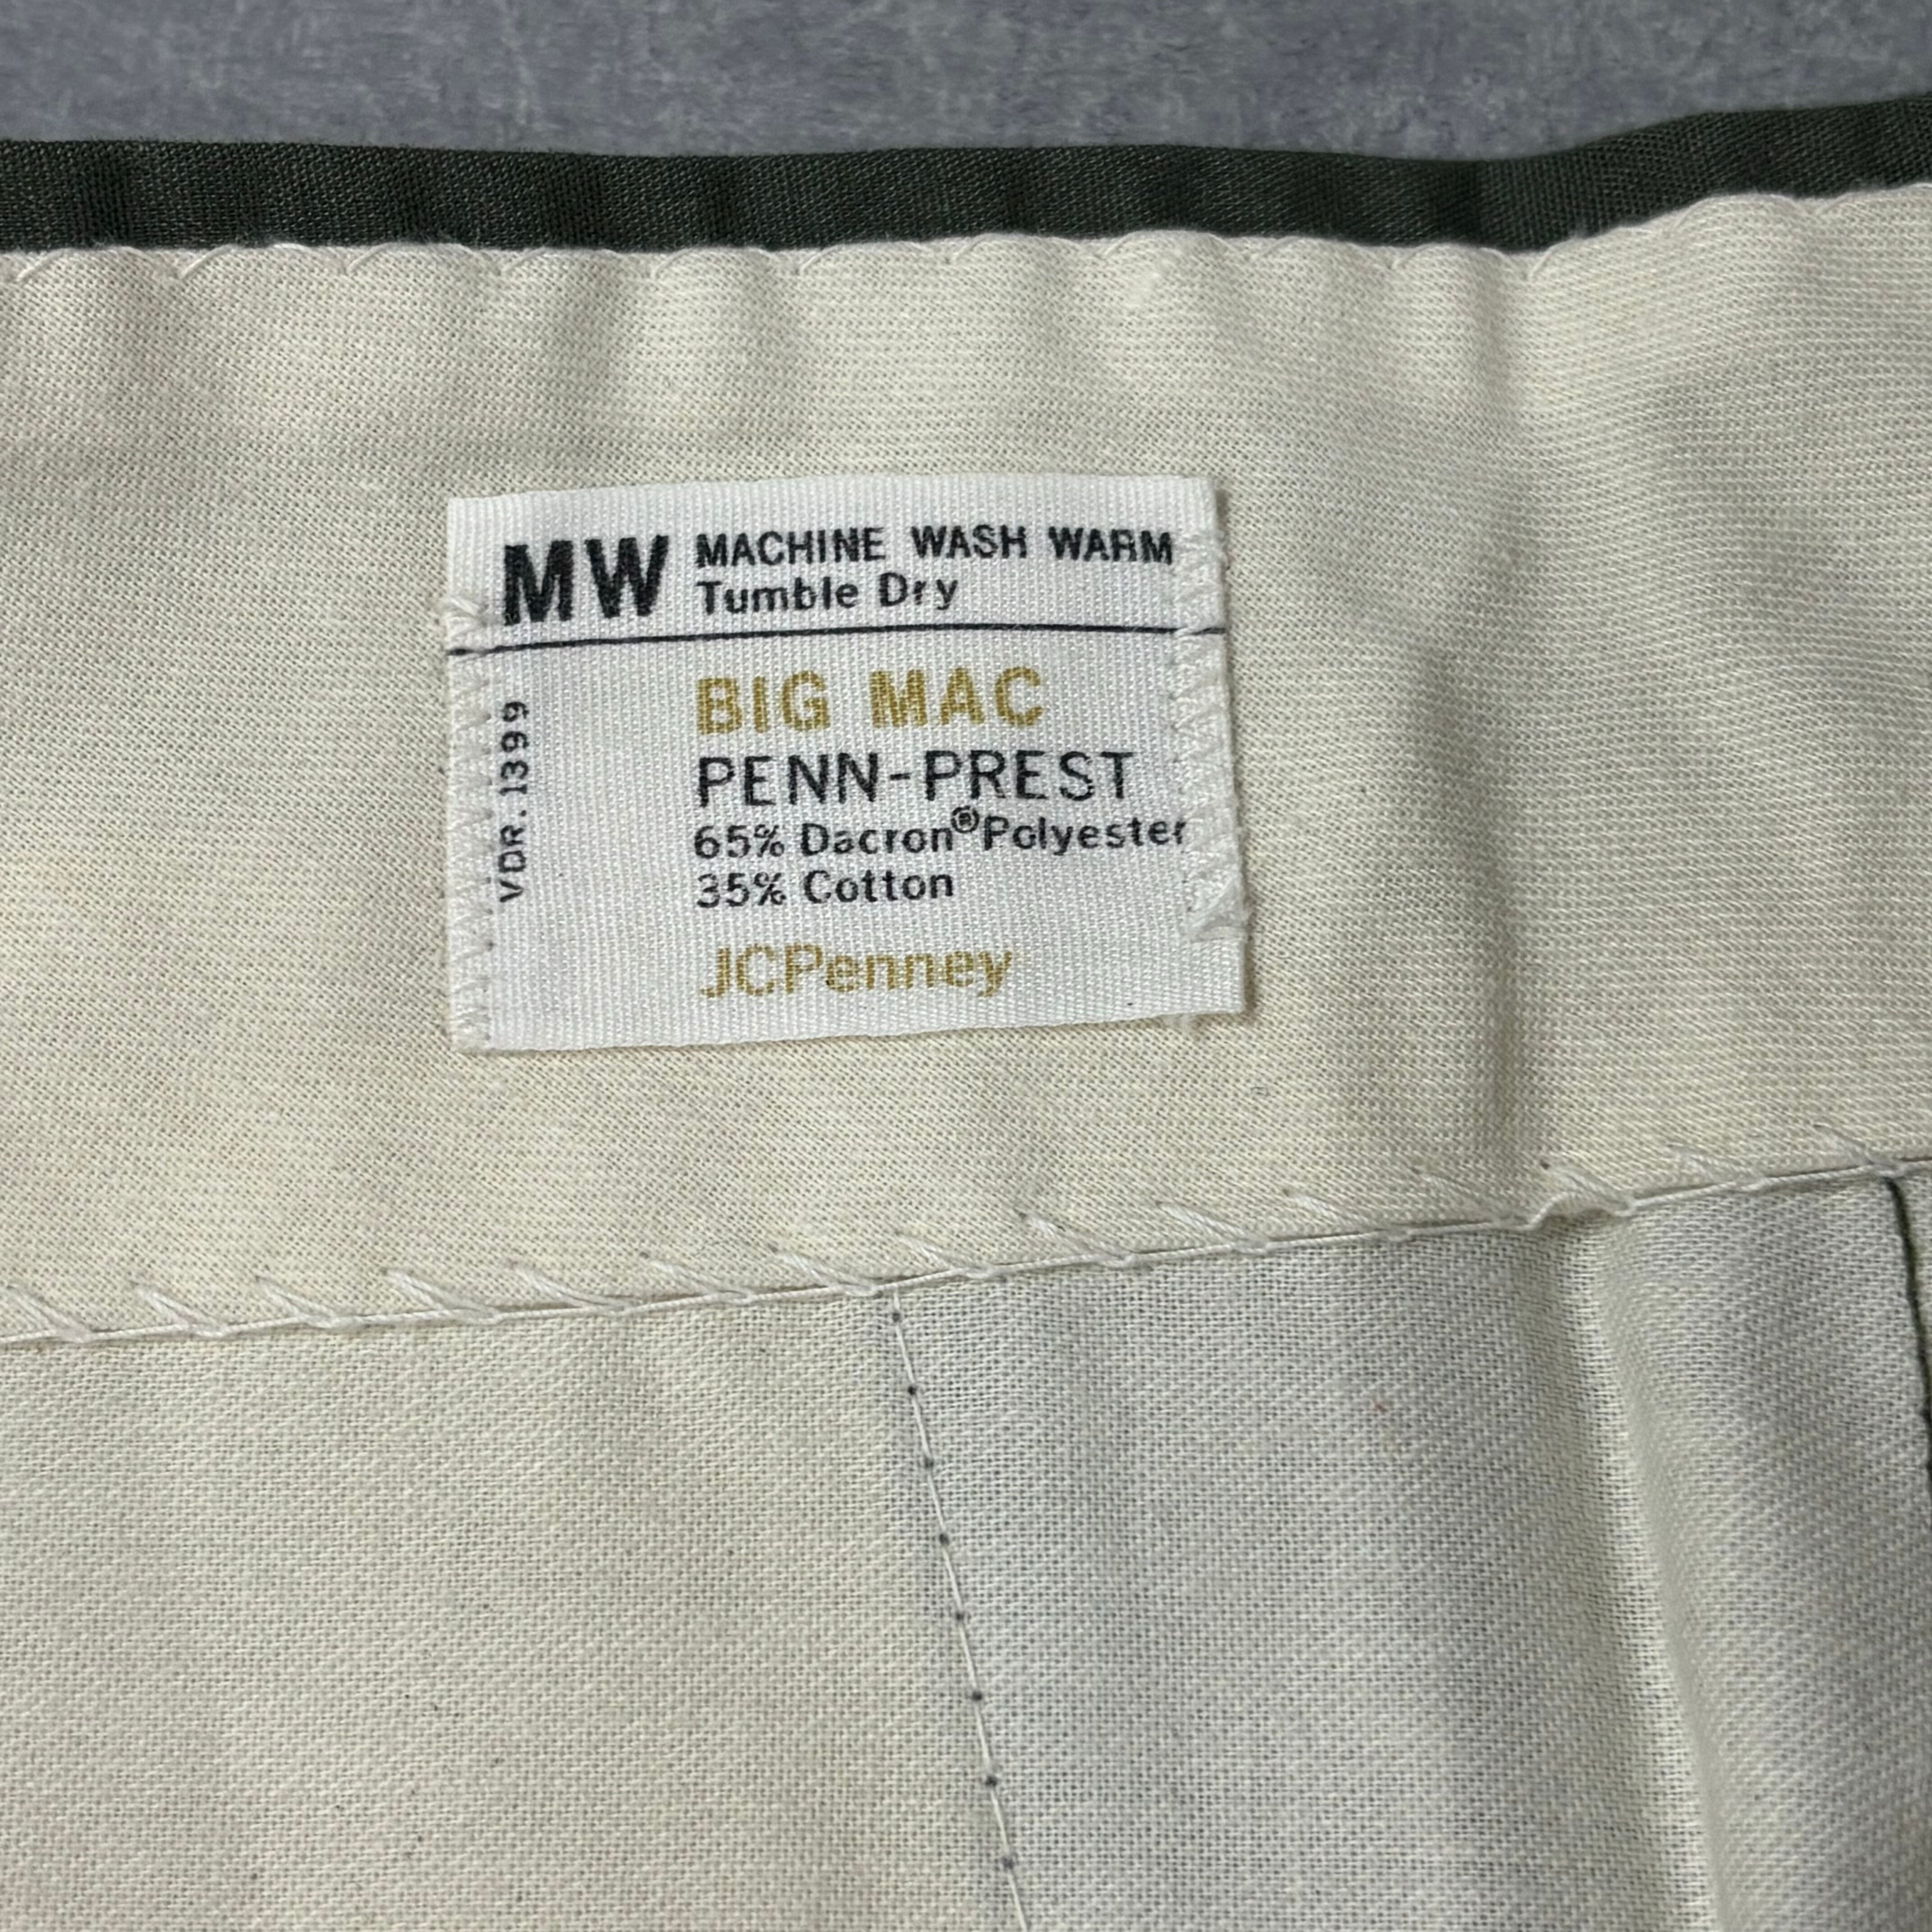 MW MACHINE WASH WARM
Tumble Dry
BIG MAC
PENN-PREST
65% Dacron® Polyester
35% Cotton
JCPenney
VDR. 1399